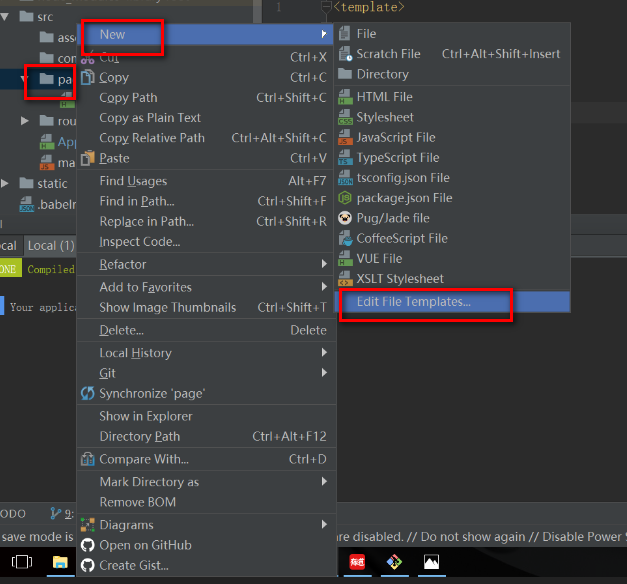 1 <template>
src
ass
con
pa
rou
App
ma
static
.babelr
New
Cut Ctrl+X
Copy Ctrl+C
Copy Path Ctrl+Shift+C
Copy as Plain Text
Copy Relative Path Ctrl+Alt+Shift+C
Paste Ctrl+V
Find Usages Alt+F7
Find in Path... Ctrl+Shift+F
Replace in Path... Ctrl+Shift+R
Inspect Code...
Refactor
Add to Favorites
Show Image Thumbnails Ctrl+Shift+T
Delete... Delete
Local History
Git
Synchronize 'page'
Show in Explorer
Directory Path Ctrl+Alt+F12
Compare With... Ctrl+D
Mark Directory as
Remove BOM
Diagrams
Open on GitHub
Create Gist...
File
Scratch File Ctrl+Alt+Shift+Insert
Directory
HTML File
Stylesheet
JavaScript File
TypeScript File
tsconfig.json File
package.json File
Pug/Jade file
CoffeeScript File
VUE File
XSLT Stylesheet
Edit File Templates...
cal Local (1)
ONE Compiled
Your applica
ODO 9:
save mode is
re disabled. // Do not show again // Disable Power S